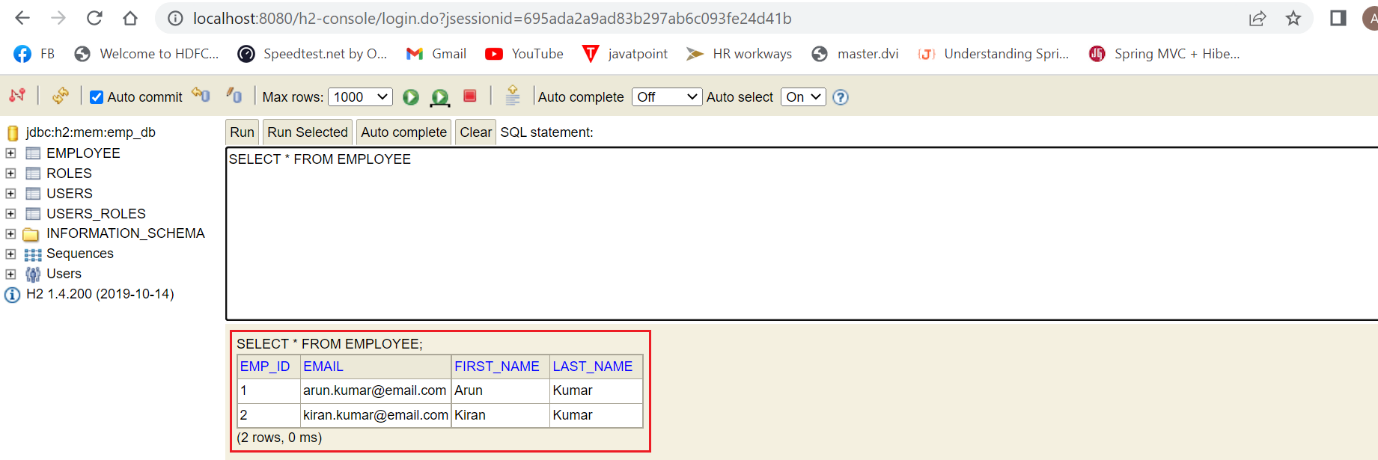 localhost:8080/h2-console/login.do?jsessionid=695ada2a9ad83b297ab6c093fe24d41b
A
FB Welcome to HDFC... Speedtest.net by O... Gmail YouTube javatpoint HR workways master.dvi Understanding Spri... Spring MVC + Hibe...
Auto commit Max rows: 1000 Auto complete Off Auto select On
jdbc:h2:mem:emp_db
EMPLOYEE
ROLES
USERS
USERS_ROLES
INFORMATION_SCHEMA
Sequences
Users
H2 1.4.200 (2019-10-14)
Run Run Selected Auto complete Clear SQL statement:
SELECT * FROM EMPLOYEE
SELECT * FROM EMPLOYEE;
EMP_ID EMAIL FIRST_NAME LAST_NAME
1 arun.kumar@email.com Arun Kumar
2 kiran.kumar@email.com Kiran Kumar
(2 rows, 0 ms)